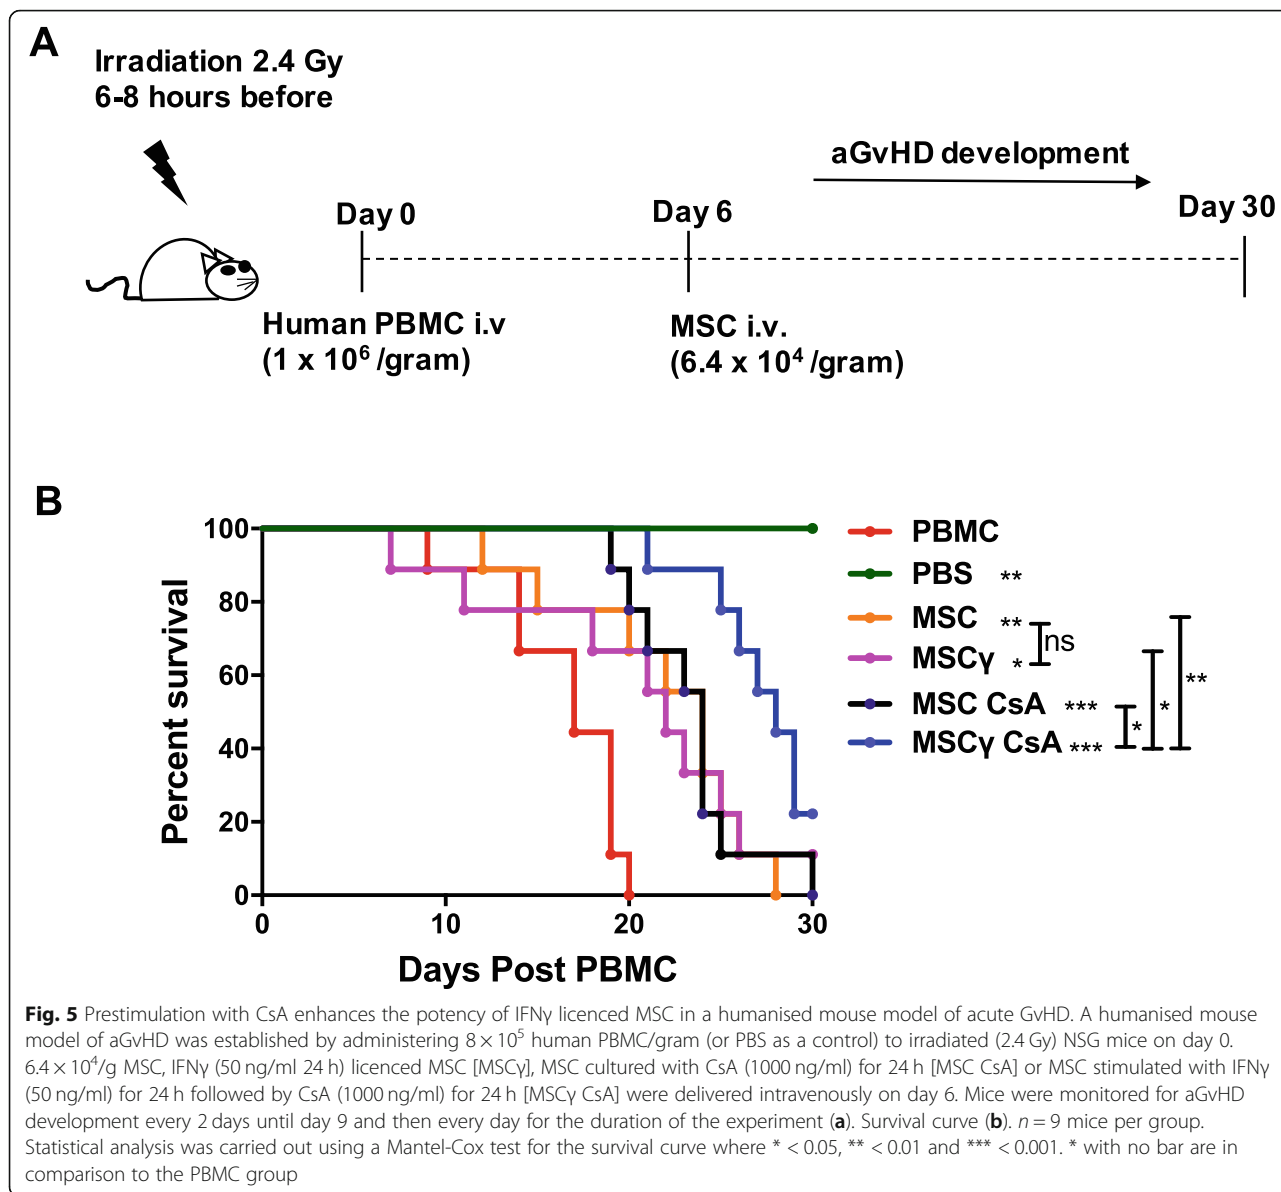 A
Irradiation 2.4 Gy
6-8 hours before
aGvHD development
Day 0
Day 6
Day 30
Human PBMC i.v
(1 x 10⁶ /gram)
MSC i.v.
(6.4 x 10⁴ /gram)
B
Percent survival
100
80
60
40
20
0
0
10
20
30
Days Post PBMC
PBMC
PBS **
MSC **
MSCγ *
MSC CsA ***
MSCγ CsA ***
ns
*
*
**
Fig. 5 Prestimulation with CsA enhances the potency of IFNγ licenced MSC in a humanised mouse model of acute GvHD. A humanised mouse
model of aGvHD was established by administering 8 × 10⁵ human PBMC/gram (or PBS as a control) to irradiated (2.4 Gy) NSG mice on day 0.
6.4 × 10⁴/g MSC, IFNγ (50 ng/ml 24 h) licenced MSC [MSCγ], MSC cultured with CsA (1000 ng/ml) for 24 h [MSC CsA] or MSC stimulated with IFNγ
(50 ng/ml) for 24 h followed by CsA (1000 ng/ml) for 24 h [MSCγ CsA] were delivered intravenously on day 6. Mice were monitored for aGvHD
development every 2 days until day 9 and then every day for the duration of the experiment (a). Survival curve (b). n = 9 mice per group.
Statistical analysis was carried out using a Mantel-Cox test for the survival curve where * < 0.05, ** < 0.01 and *** < 0.001. * with no bar are in
comparison to the PBMC group